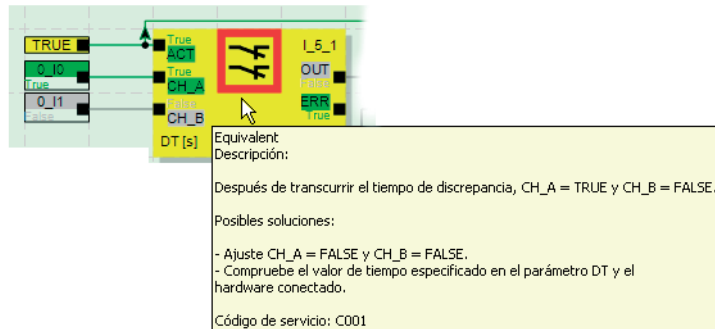 TRUE
True
ACT
I_5_1
0_I0
True
True
CH_A
OUT
False
0_I1
False
False
CH_B
ERR
True
DT [s]
Equivalent
Descripción:
Después de transcurrir el tiempo de discrepancia, CH_A = TRUE y CH_B = FALSE.
Posibles soluciones:
- Ajuste CH_A = FALSE y CH_B = FALSE.
- Compruebe el valor de tiempo especificado en el parámetro DT y el
hardware conectado.
Código de servicio: C001